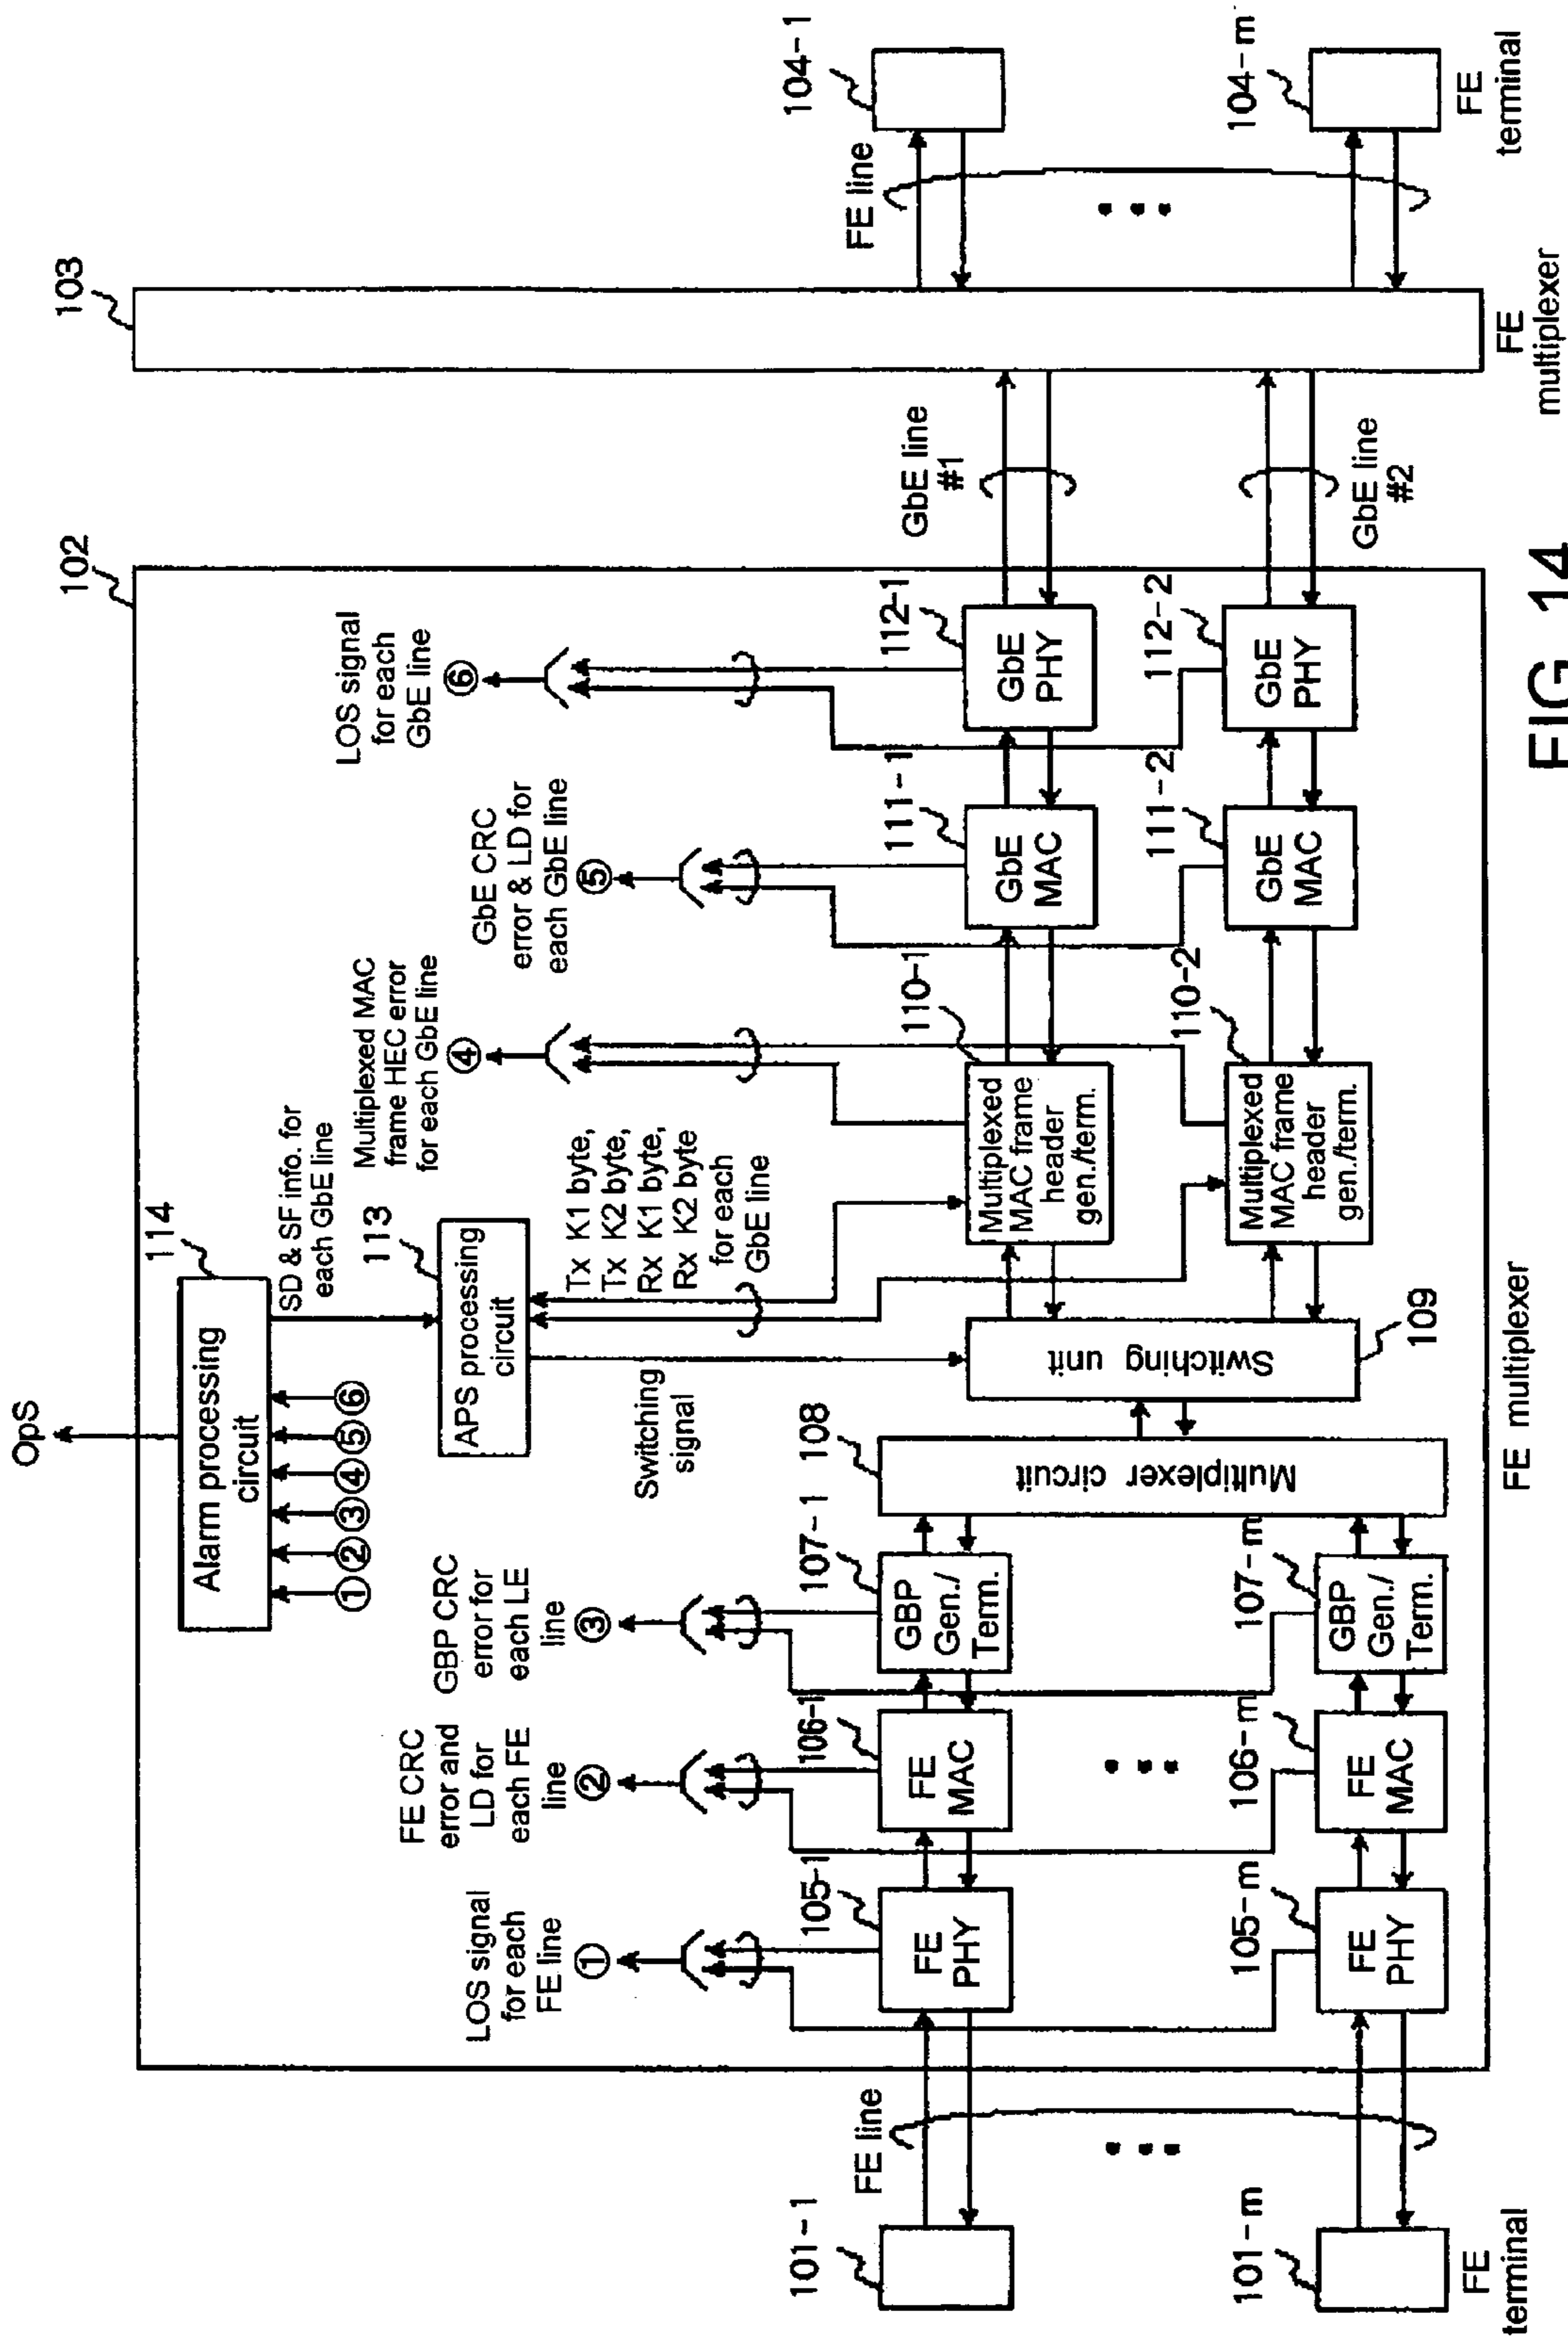 OpS
114
Alarm processing
circuit
①
②
③
④
⑤
⑥
SD & SF info. for
each GbE line
113
APS processing
circuit
Switching
signal
Tx K1 byte,
Tx K2 byte,
Rx K1 byte,
Rx K2 byte
for each
GbE line
LOS signal
for each
FE line
①
FE CRC
error and
LD for
each FE
line
②
GBP CRC
error for
each LE
line
③
Multiplexed MAC
frame HEC error
for each GbE line
④
GbE CRC
error & LD for
each GbE line
⑤
LOS signal
for each
GbE line
⑥
102
103
101-1
FE line
105-1
FE
PHY
106-1
FE
MAC
107-1
GBP
Gen./
Term.
108
Multiplexer circuit
Switching unit
109
110-1
Multiplexed
MAC frame
header
gen./term.
111-1
GbE
MAC
112-1
GbE
PHY
GbE line
#1
FE line
104-1
101-m
FE
terminal
105-m
FE
PHY
106-m
FE
MAC
107-m
GBP
Gen./
Term.
110-2
Multiplexed
MAC frame
header
gen./term.
111-2
GbE
MAC
112-2
GbE
PHY
GbE line
#2
104-m
FE
terminal
FE multiplexer
FE
multiplexer
FIG. 14